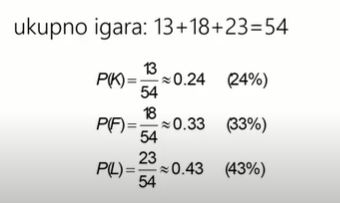 ukupno igara: 13+18+23=54
P(K)=13/54≈0.24 (24%)
P(F)=18/54≈0.33 (33%)
P(L)=23/54≈0.43 (43%)